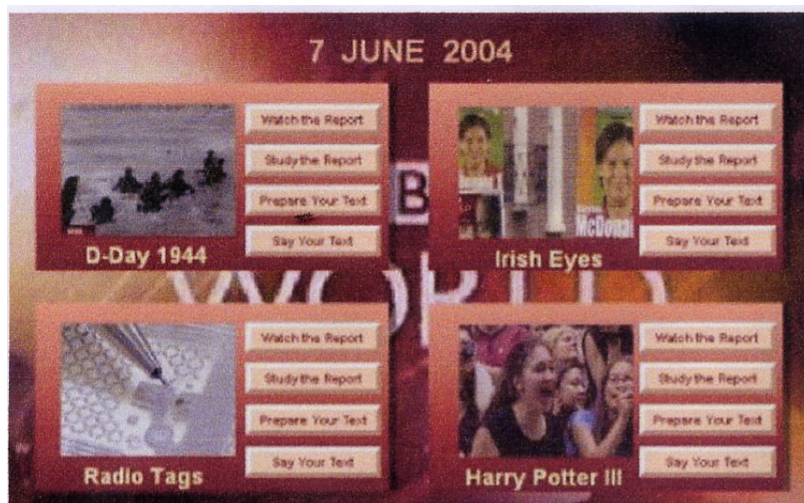 7 JUNE 2004
Watch the Report
Study the Report
Prepare Your Text
Say Your Text
D-Day 1944
Watch the Report
Study the Report
Prepare Your Text
Say Your Text
McDonal
Irish Eyes
B
WORLD
Watch the Report
Study the Report
Prepare Your Text
Say Your Text
Radio Tags
Watch the Report
Study the Report
Prepare Your Text
Say Your Text
Harry Potter III